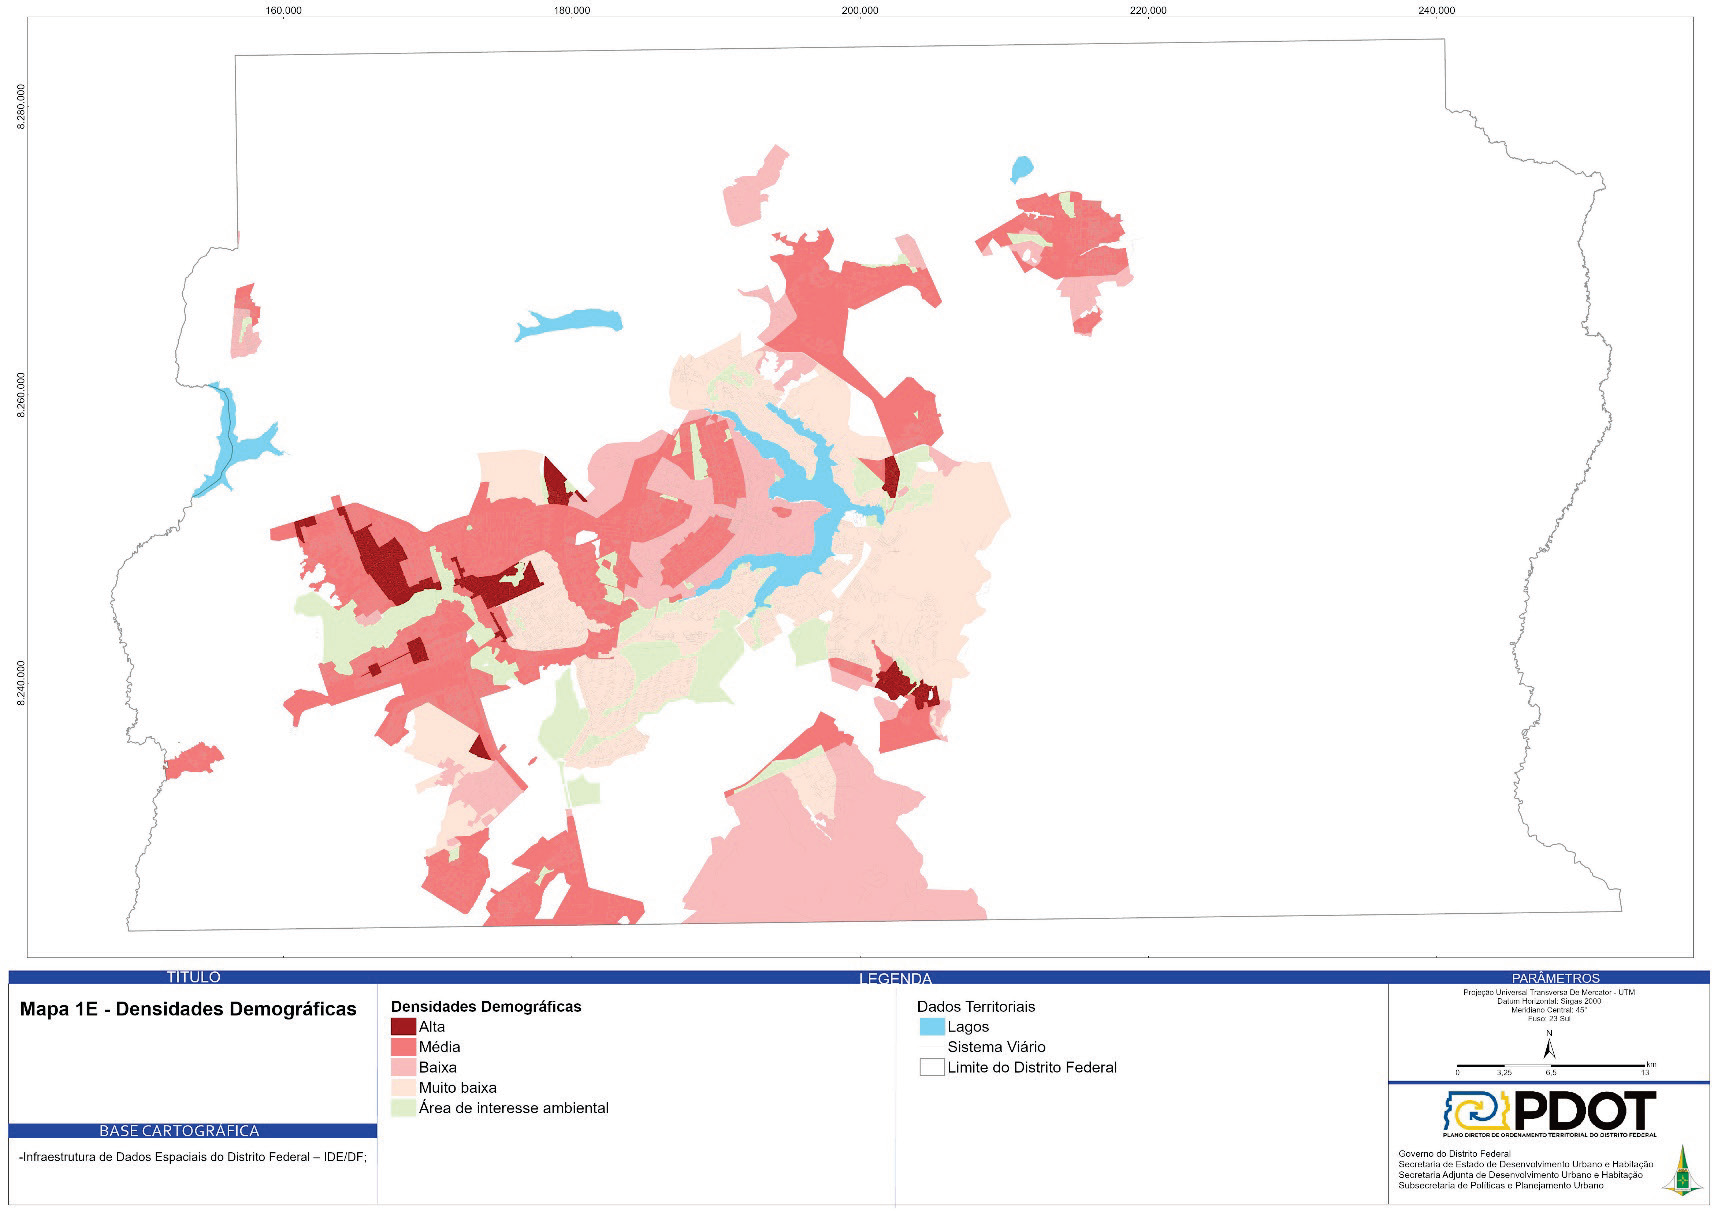 160.000 180.000 200.000 220.000 240.000
8.280.000
8.260.000
8.240.000
TÍTULO
Mapa 1E - Densidades Demográficas
BASE CARTOGRÁFICA
-Infraestrutura de Dados Espaciais do Distrito Federal – IDE/DF;
LEGENDA
Densidades Demográficas
Alta
Média
Baixa
Muito baixa
Área de interesse ambiental
Dados Territoriais
Lagos
Sistema Viário
Limite do Distrito Federal
PARÂMETROS
Projeção Universal Transversa De Mercator - UTM
Datum Horizontal: Sirgas 2000
Meridiano Central: 45°
Fuso: 23 Sul
N
km
0 3,25 6,5 13
PDOT
PLANO DIRETOR DE ORDENAMENTO TERRITORIAL DO DISTRITO FEDERAL
Governo do Distrito Federal
Secretaria de Estado de Desenvolvimento Urbano e Habitação
Secretaria Adjunta de Desenvolvimento Urbano e Habitação
Subsecretaria de Políticas e Planejamento Urbano